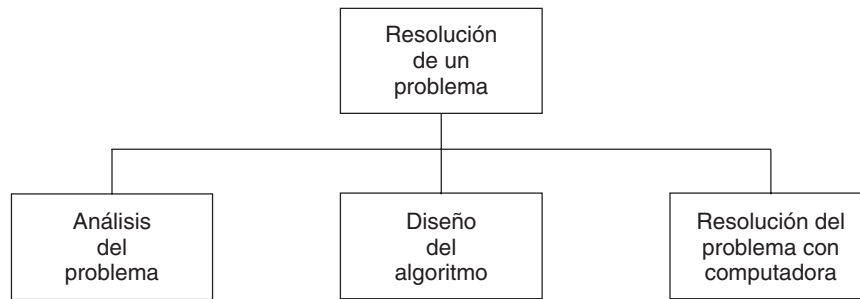 Resolución
de un
problema
Análisis
del
problema
Diseño
del
algoritmo
Resolución del
problema con
computadora